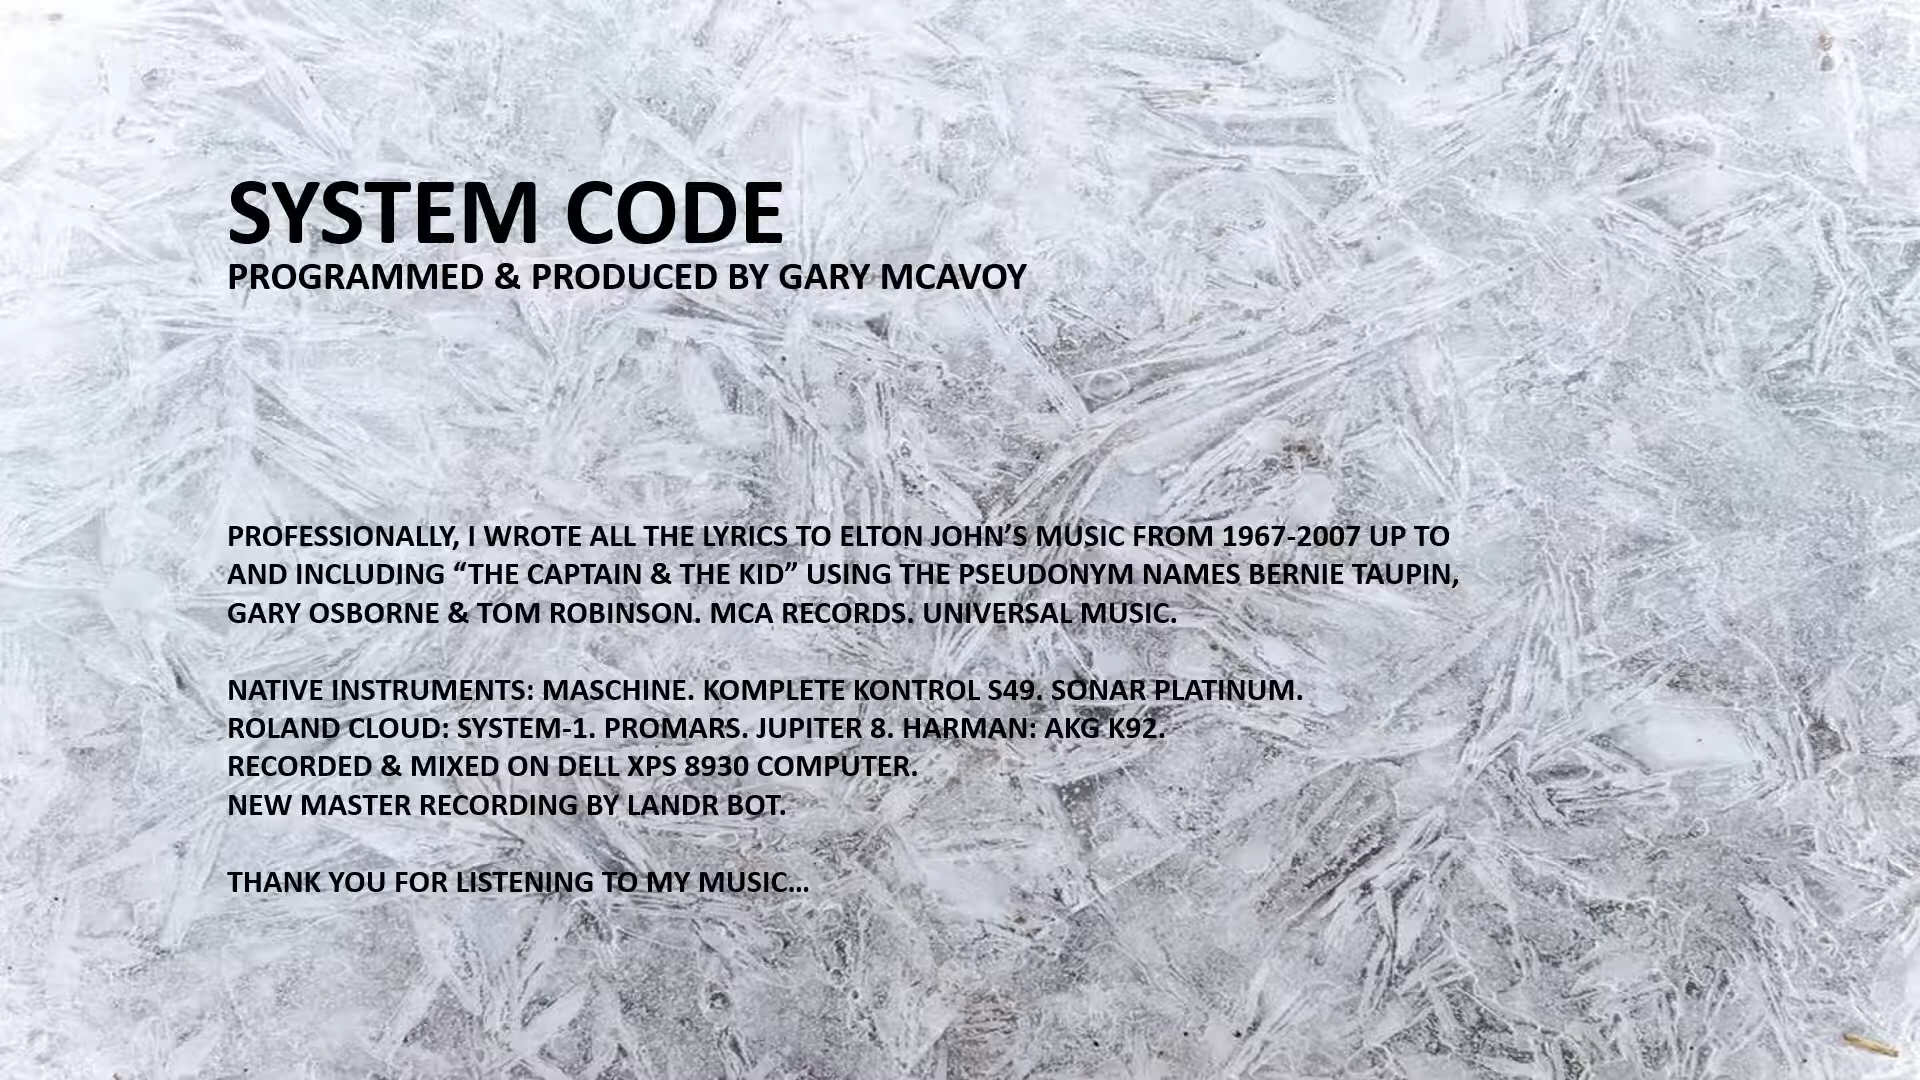 SYSTEM CODE
PROGRAMMED & PRODUCED BY GARY MCAVOY
PROFESSIONALLY, I WROTE ALL THE LYRICS TO ELTON JOHN’S MUSIC FROM 1967-2007 UP TO
AND INCLUDING “THE CAPTAIN & THE KID” USING THE PSEUDONYM NAMES BERNIE TAUPIN,
GARY OSBORNE & TOM ROBINSON. MCA RECORDS. UNIVERSAL MUSIC.
NATIVE INSTRUMENTS: MASCHINE. KOMPLETE KONTROL S49. SONAR PLATINUM.
ROLAND CLOUD: SYSTEM-1. PROMARS. JUPITER 8. HARMAN: AKG K92.
RECORDED & MIXED ON DELL XPS 8930 COMPUTER.
NEW MASTER RECORDING BY LANDR BOT.
THANK YOU FOR LISTENING TO MY MUSIC…